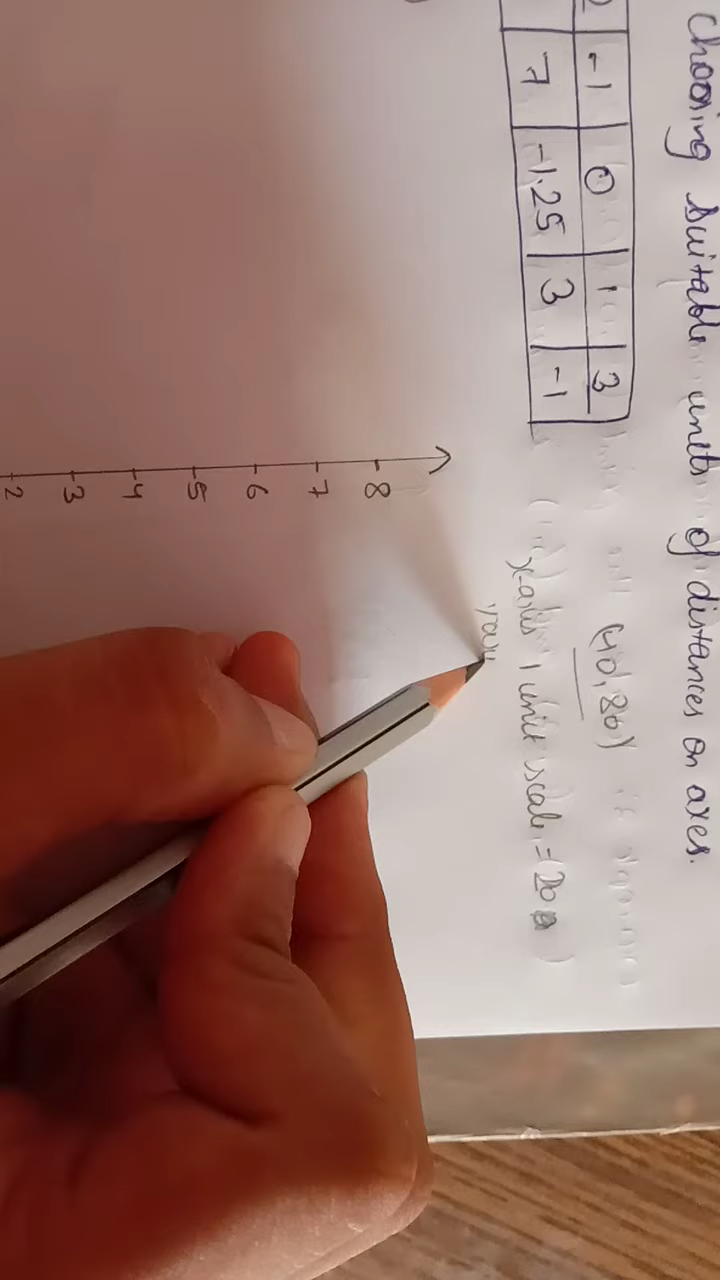 Choosing suitable units of distances on axes.
-1 0 1 3
7 -1.25 3 -1
(40,80)
x-axis 1 unit scale = (20
8
7
6
5
4
3
2